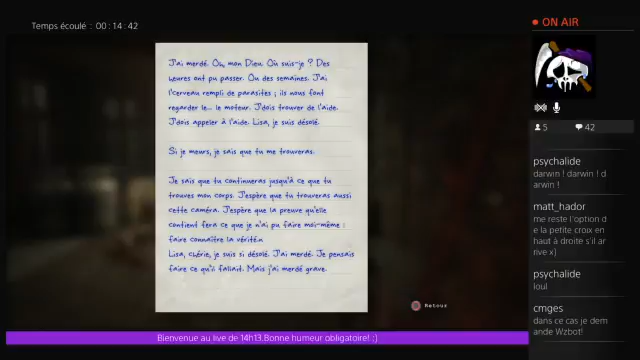 Temps écoulé : 00:14:42
J'ai merdé. Oh, mon Dieu. Où suis-je ? Des
heures ont pu passer. Ou des semaines. J'ai
l'cerveau rempli de parasites ; ils nous font
regarder le... le moteur. J'dois trouver de l'aide.
J'dois appeler à l'aide. Lisa, je suis désolé.
Si je meurs, je sais que tu me trouveras.
Je sais que tu continueras jusqu'à ce que tu
trouves mon corps. J'espère que tu trouveras aussi
cette caméra. J'espère que la preuve qu'elle
contient fera ce que je n'ai pu faire moi-même :
faire connaître la vérité.n
Lisa, chérie, je suis si désolé. J'ai merdé. Je pensais
faire ce qu'il fallait. Mais j'ai merdé grave.
Retour
Bienvenue au live de 14h13.Bonne humeur obligatoire! ;)
ON AIR
5
42
psychalide
darwin ! darwin ! d
arwin !
matt_hador
me reste l'option d
e la petite croix en
haut à droite s'il ar
rive x)
psychalide
loul
cmges
dans ce cas je dem
ande Wzbot!